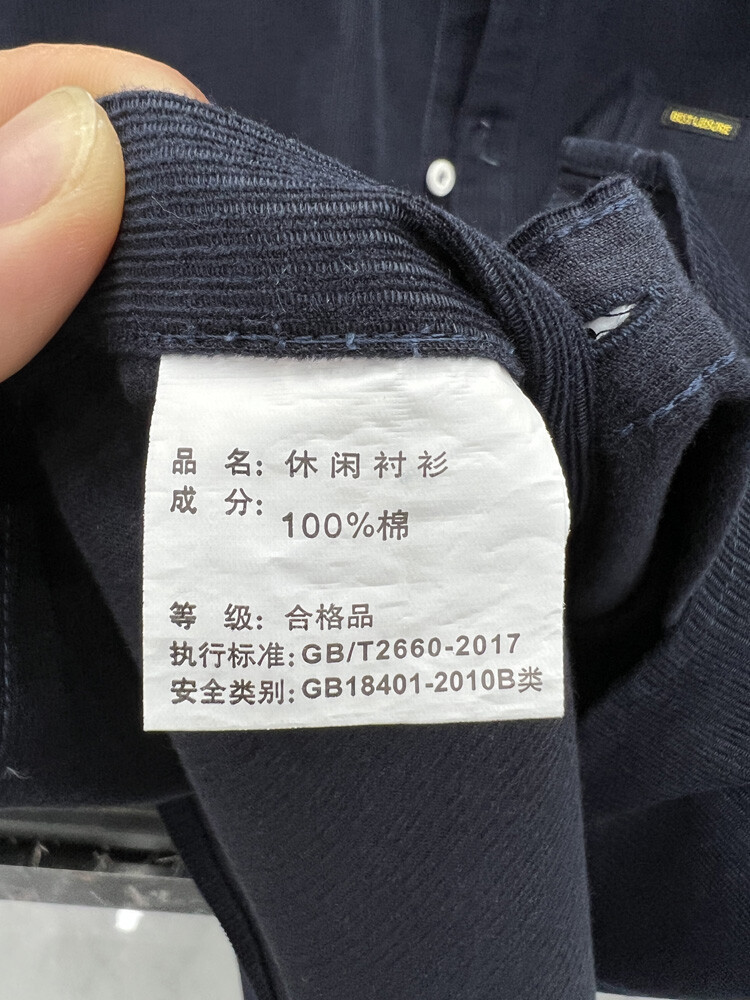 品 名：休闲衬衫
成 分：
100%棉
等 级：合格品
执行标准：GB/T2660-2017
安全类别：GB18401-2010B类